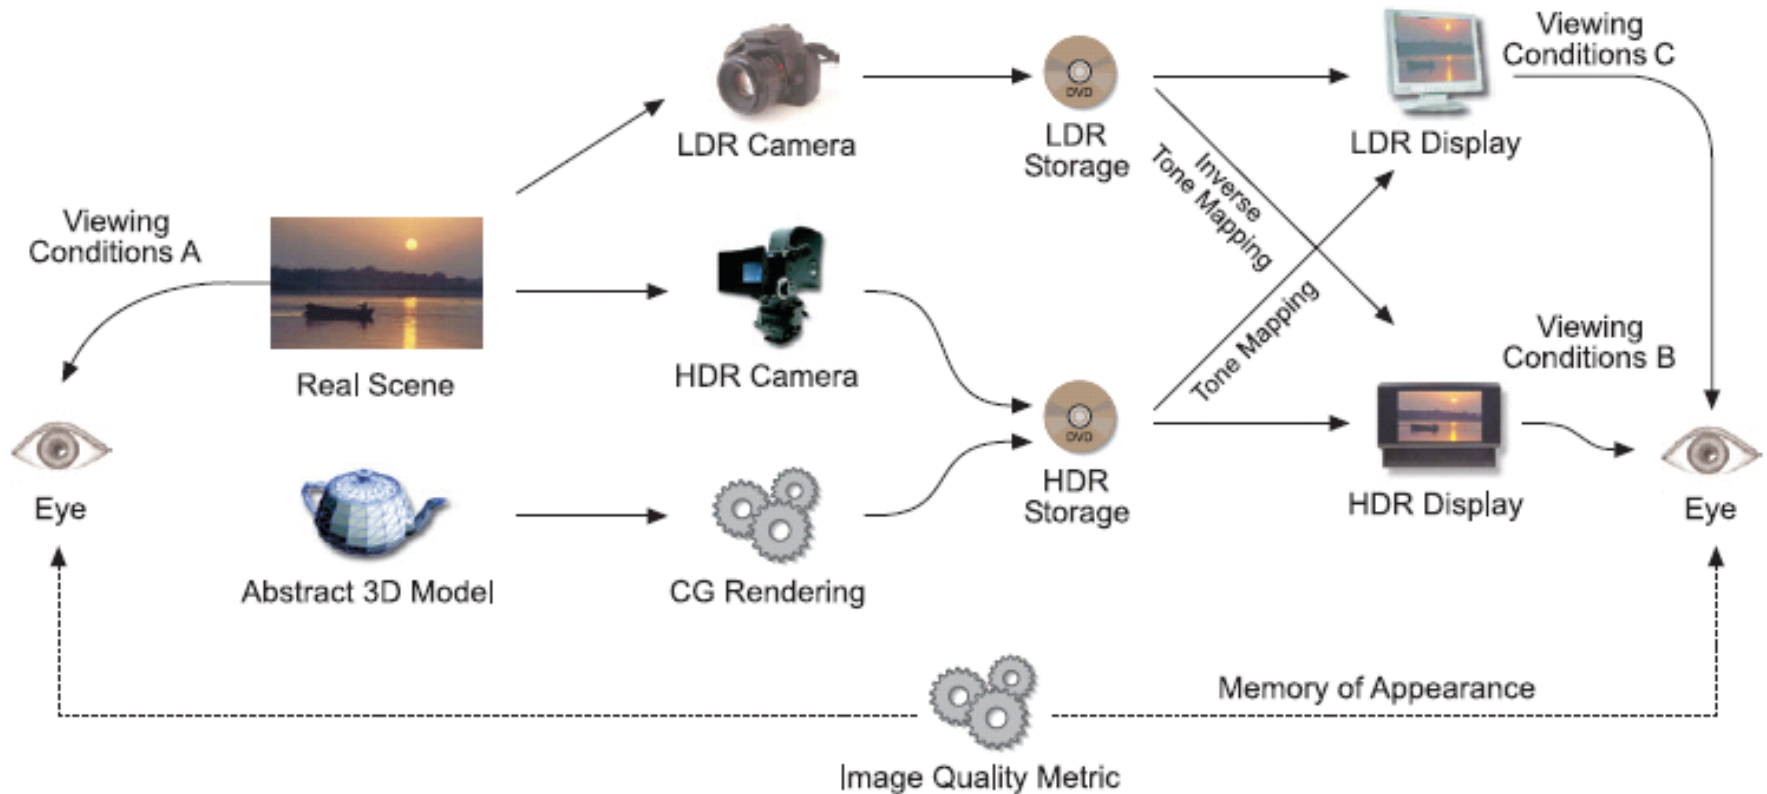 Viewing
Conditions A
Eye
Real Scene
Abstract 3D Model
LDR Camera
HDR Camera
CG Rendering
DVD
LDR
Storage
DVD
HDR
Storage
Inverse
Tone Mapping
Tone Mapping
Viewing
Conditions C
LDR Display
Viewing
Conditions B
HDR Display
Eye
Memory of Appearance
Image Quality Metric